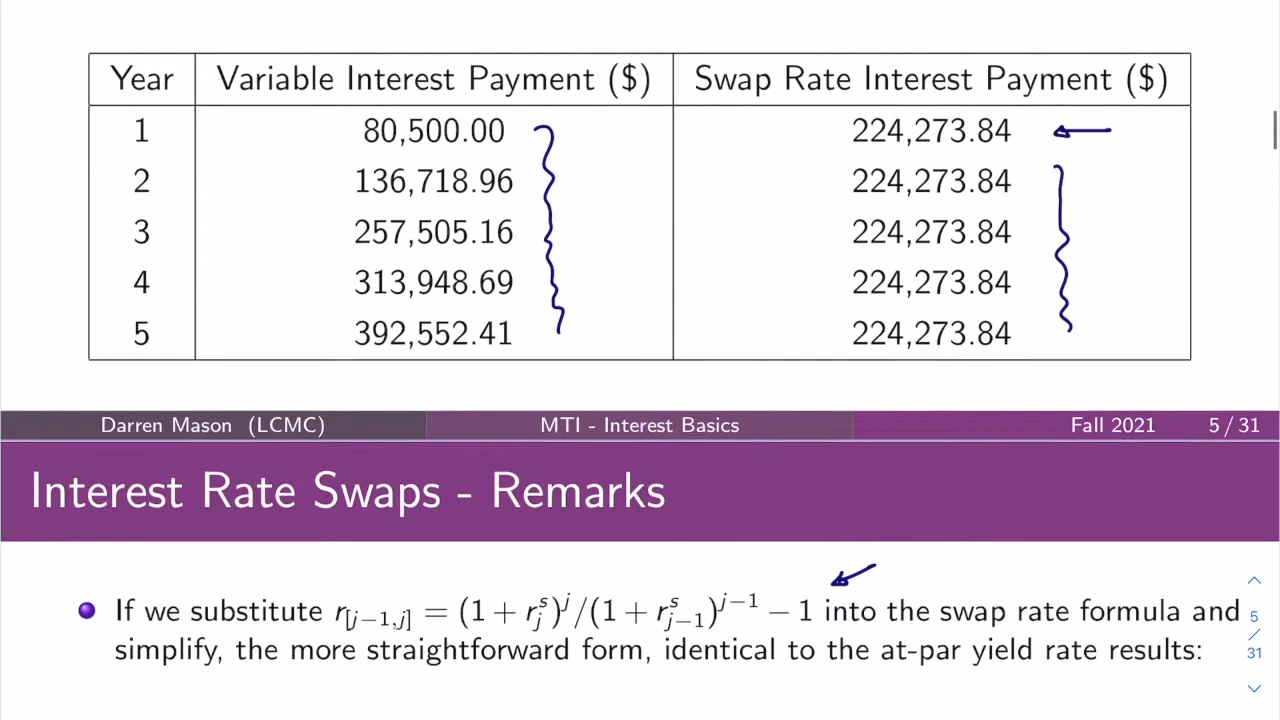 Year Variable Interest Payment ($) Swap Rate Interest Payment ($)
1 80,500.00 224,273.84
2 136,718.96 224,273.84
3 257,505.16 224,273.84
4 313,948.69 224,273.84
5 392,552.41 224,273.84
Darren Mason (LCMC) MTI - Interest Basics Fall 2021 5 / 31
Interest Rate Swaps - Remarks
If we substitute r_{[j−1,j]} = (1 + r_j^s)^j/(1 + r_{j−1}^s)^{j−1} − 1 into the swap rate formula and
simplify, the more straightforward form, identical to the at-par yield rate results:
5
/
31